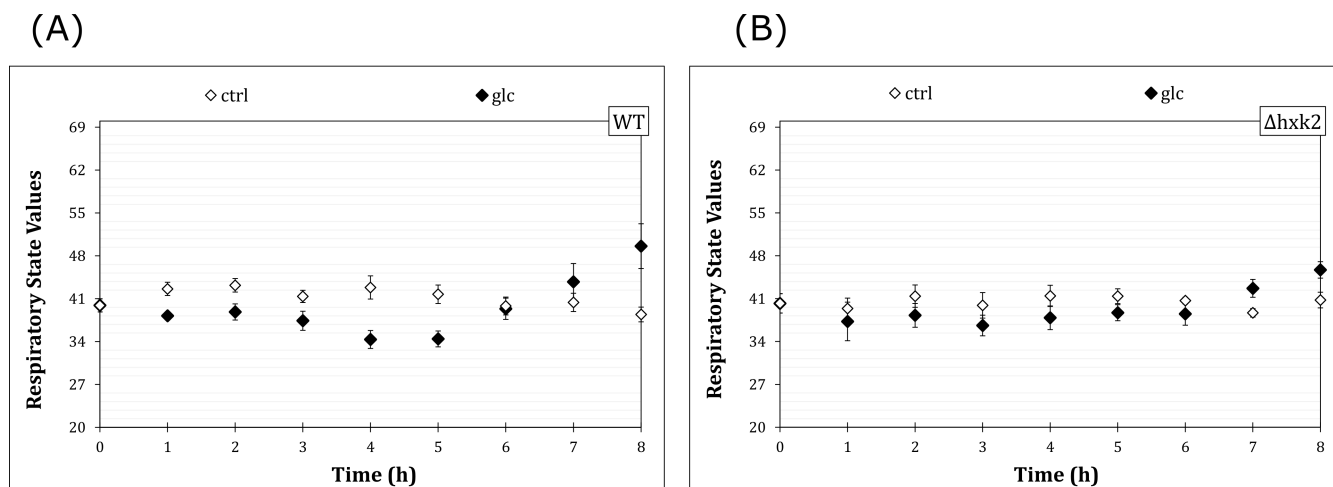 (A)
ctrl glc
WT
Respiratory State Values
69
62
55
48
41
34
27
20
0 1 2 3 4 5 6 7 8
Time (h)
(B)
ctrl glc
Δhxk2
Respiratory State Values
69
62
55
48
41
34
27
20
0 1 2 3 4 5 6 7 8
Time (h)